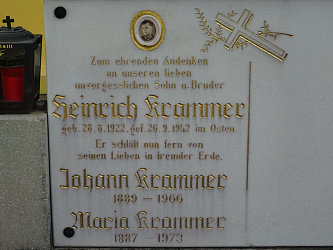 Zum ehrenden Andenken
an unseren lieben
unvergesslichen Sohn u. Bruder
Heinrich Krammer
geb. 28.8.1922, gef. 26.9.1942 im Osten.
Er schläft nun fern von
seinen Lieben in fremder Erde.
Johann Krammer
1889 – 1966
Maria Krammer
1887 – 1973